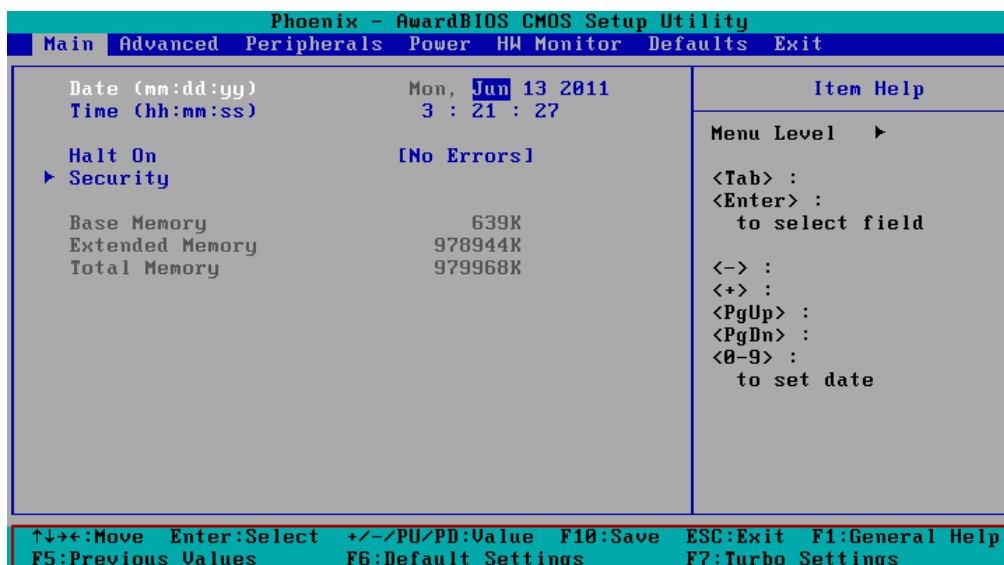 Phoenix - AwardBIOS CMOS Setup Utility
Main Advanced Peripherals Power HW Monitor Defaults Exit
Date (mm:dd:yy) Mon, Jun 13 2011
Time (hh:mm:ss) 3 : 21 : 27
Halt On [No Errors]
▶ Security
Base Memory 639K
Extended Memory 978944K
Total Memory 979968K
Item Help
Menu Level ▶
<Tab> :
<Enter> :
to select field
<-> :
<+> :
<PgUp> :
<PgDn> :
<0-9> :
to set date
↑↓→←:Move Enter:Select +/-/PU/PD:Value F10:Save ESC:Exit F1:General Help
F5:Previous Values F6:Default Settings F7:Turbo Settings